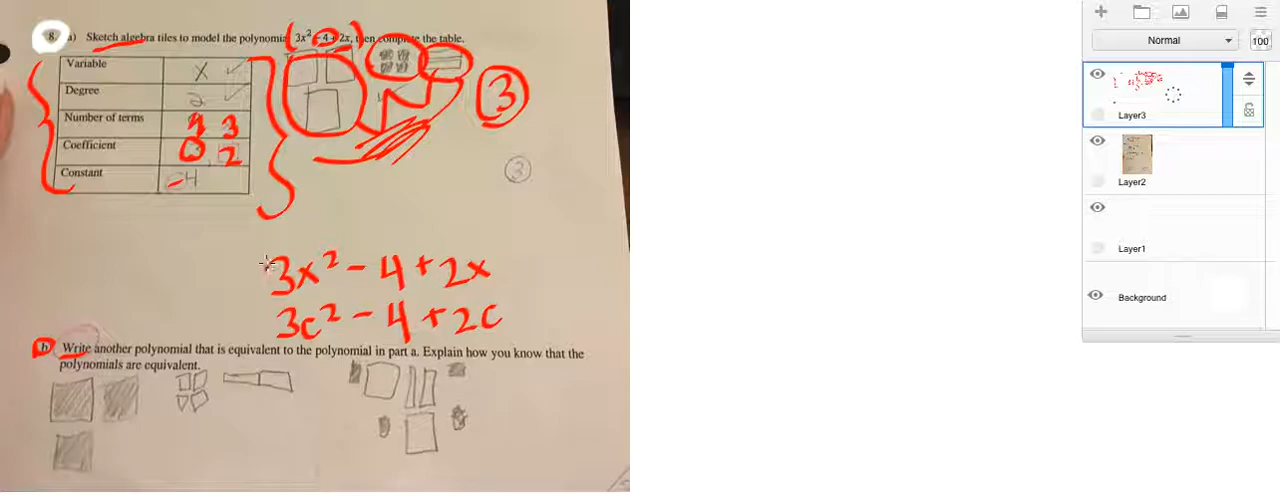 8. a) Sketch algebra tiles to model the polynomial 3x² – 4 + 2x, then complete the table.
Variable x
Degree 2
Number of terms 3
Coefficient 2
Constant -4
3
3
3x² - 4 + 2x
3c² - 4 + 2c
b Write another polynomial that is equivalent to the polynomial in part a. Explain how you know that the
polynomials are equivalent.
Normal
100
Layer3
Layer2
Layer1
Background